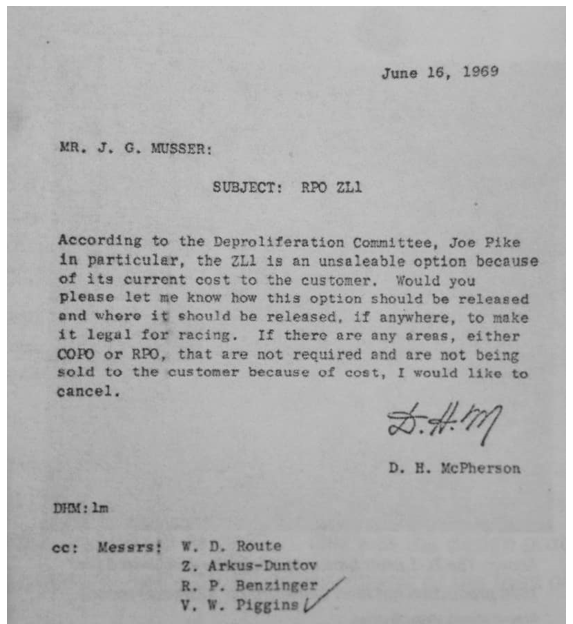 June 16, 1969
MR. J. G. MUSSER:
SUBJECT: RPO ZL1
According to the Deproliferation Committee, Joe Pike
in particular, the ZL1 is an unsaleable option because
of its current cost to the customer. Would you
please let me know how this option should be released
and where it should be released, if anywhere, to make
it legal for racing. If there are any areas, either
COPO or RPO, that are not required and are not being
sold to the customer because of cost, I would like to
cancel.
D.H.M
D. H. McPherson
DHM:lm
cc: Messrs: W. D. Route
Z. Arkus-Duntov
R. P. Benzinger
V. W. Piggins